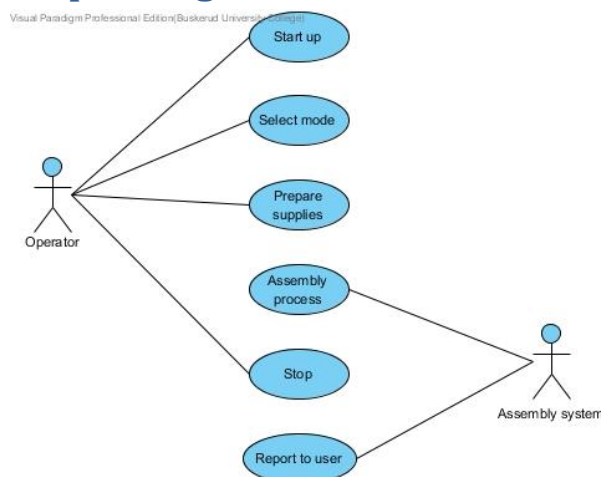 Visual Paradigm Professional Edition(Buskerud University College)
Start up
Select mode
Prepare
supplies
Operator
Assembly
process
Stop
Assembly system
Report to user